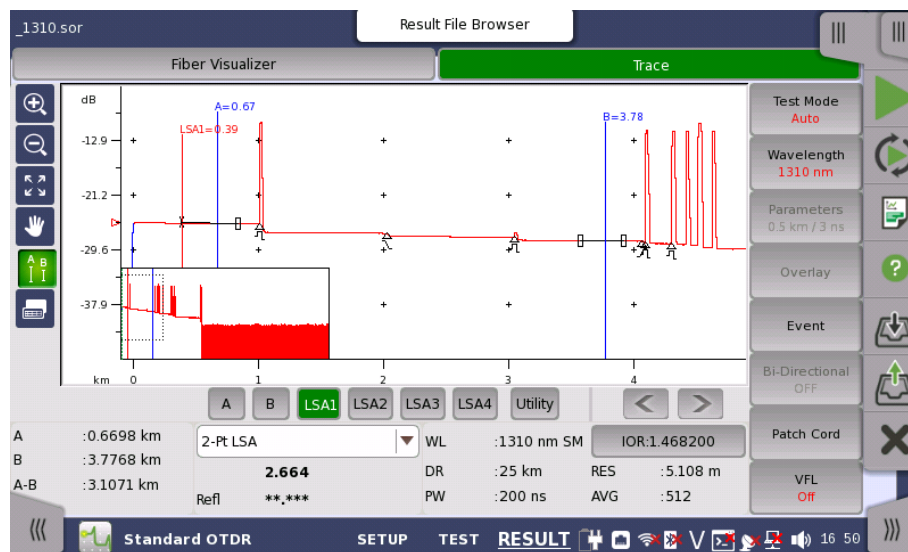 _1310.sor
Result File Browser
Fiber Visualizer
Trace
dB
A=0.67
LSA1=0.39
B=3.78
-12.9
-21.2
-29.6
-37.9
km 0 1 2 3 4
A B LSA1 LSA2 LSA3 LSA4 Utility < >
A :0.6698 km
B :3.7768 km
A-B :3.1071 km
2-Pt LSA
2.664
Refl **.***
WL :1310 nm SM
IOR:1.468200
DR :25 km
RES :5.108 m
PW :200 ns
AVG :512
Test Mode
Auto
Wavelength
1310 nm
Parameters
0.5 km / 3 ns
Overlay
Event
Bi-Directional
OFF
Patch Cord
VFL
Off
A B
?
Standard OTDR
SETUP TEST RESULT
V
16 50